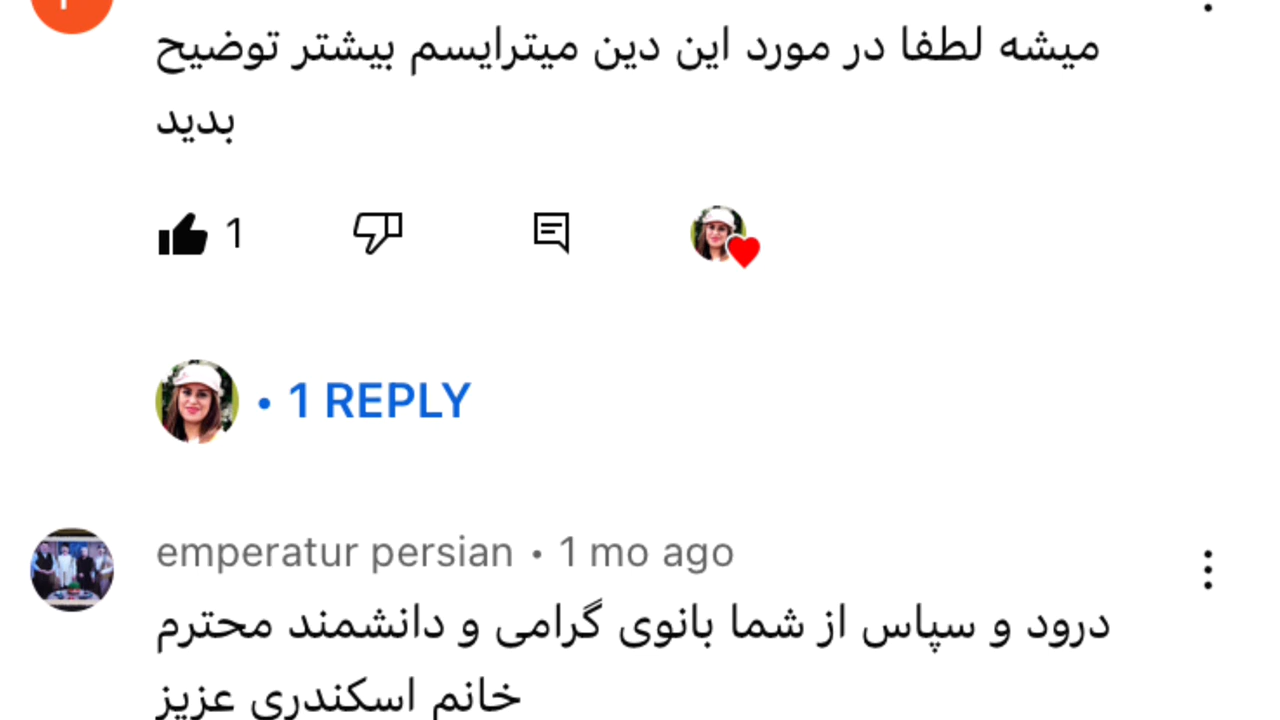 میشه لطفا در مورد این دین میترایسم بیشتر توضیح
بدید
1
• 1 REPLY
emperatur persian • 1 mo ago
درود و سپاس از شما بانوی گرامی و دانشمند محترم
خانم اسکندری عزیز